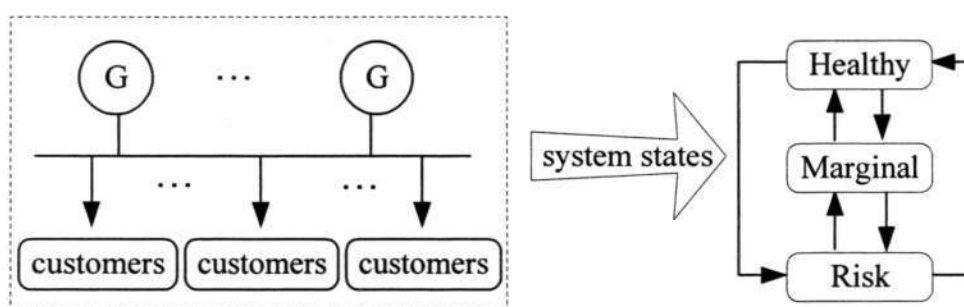 G ... G
customers customers customers
system states
Healthy
Marginal
Risk